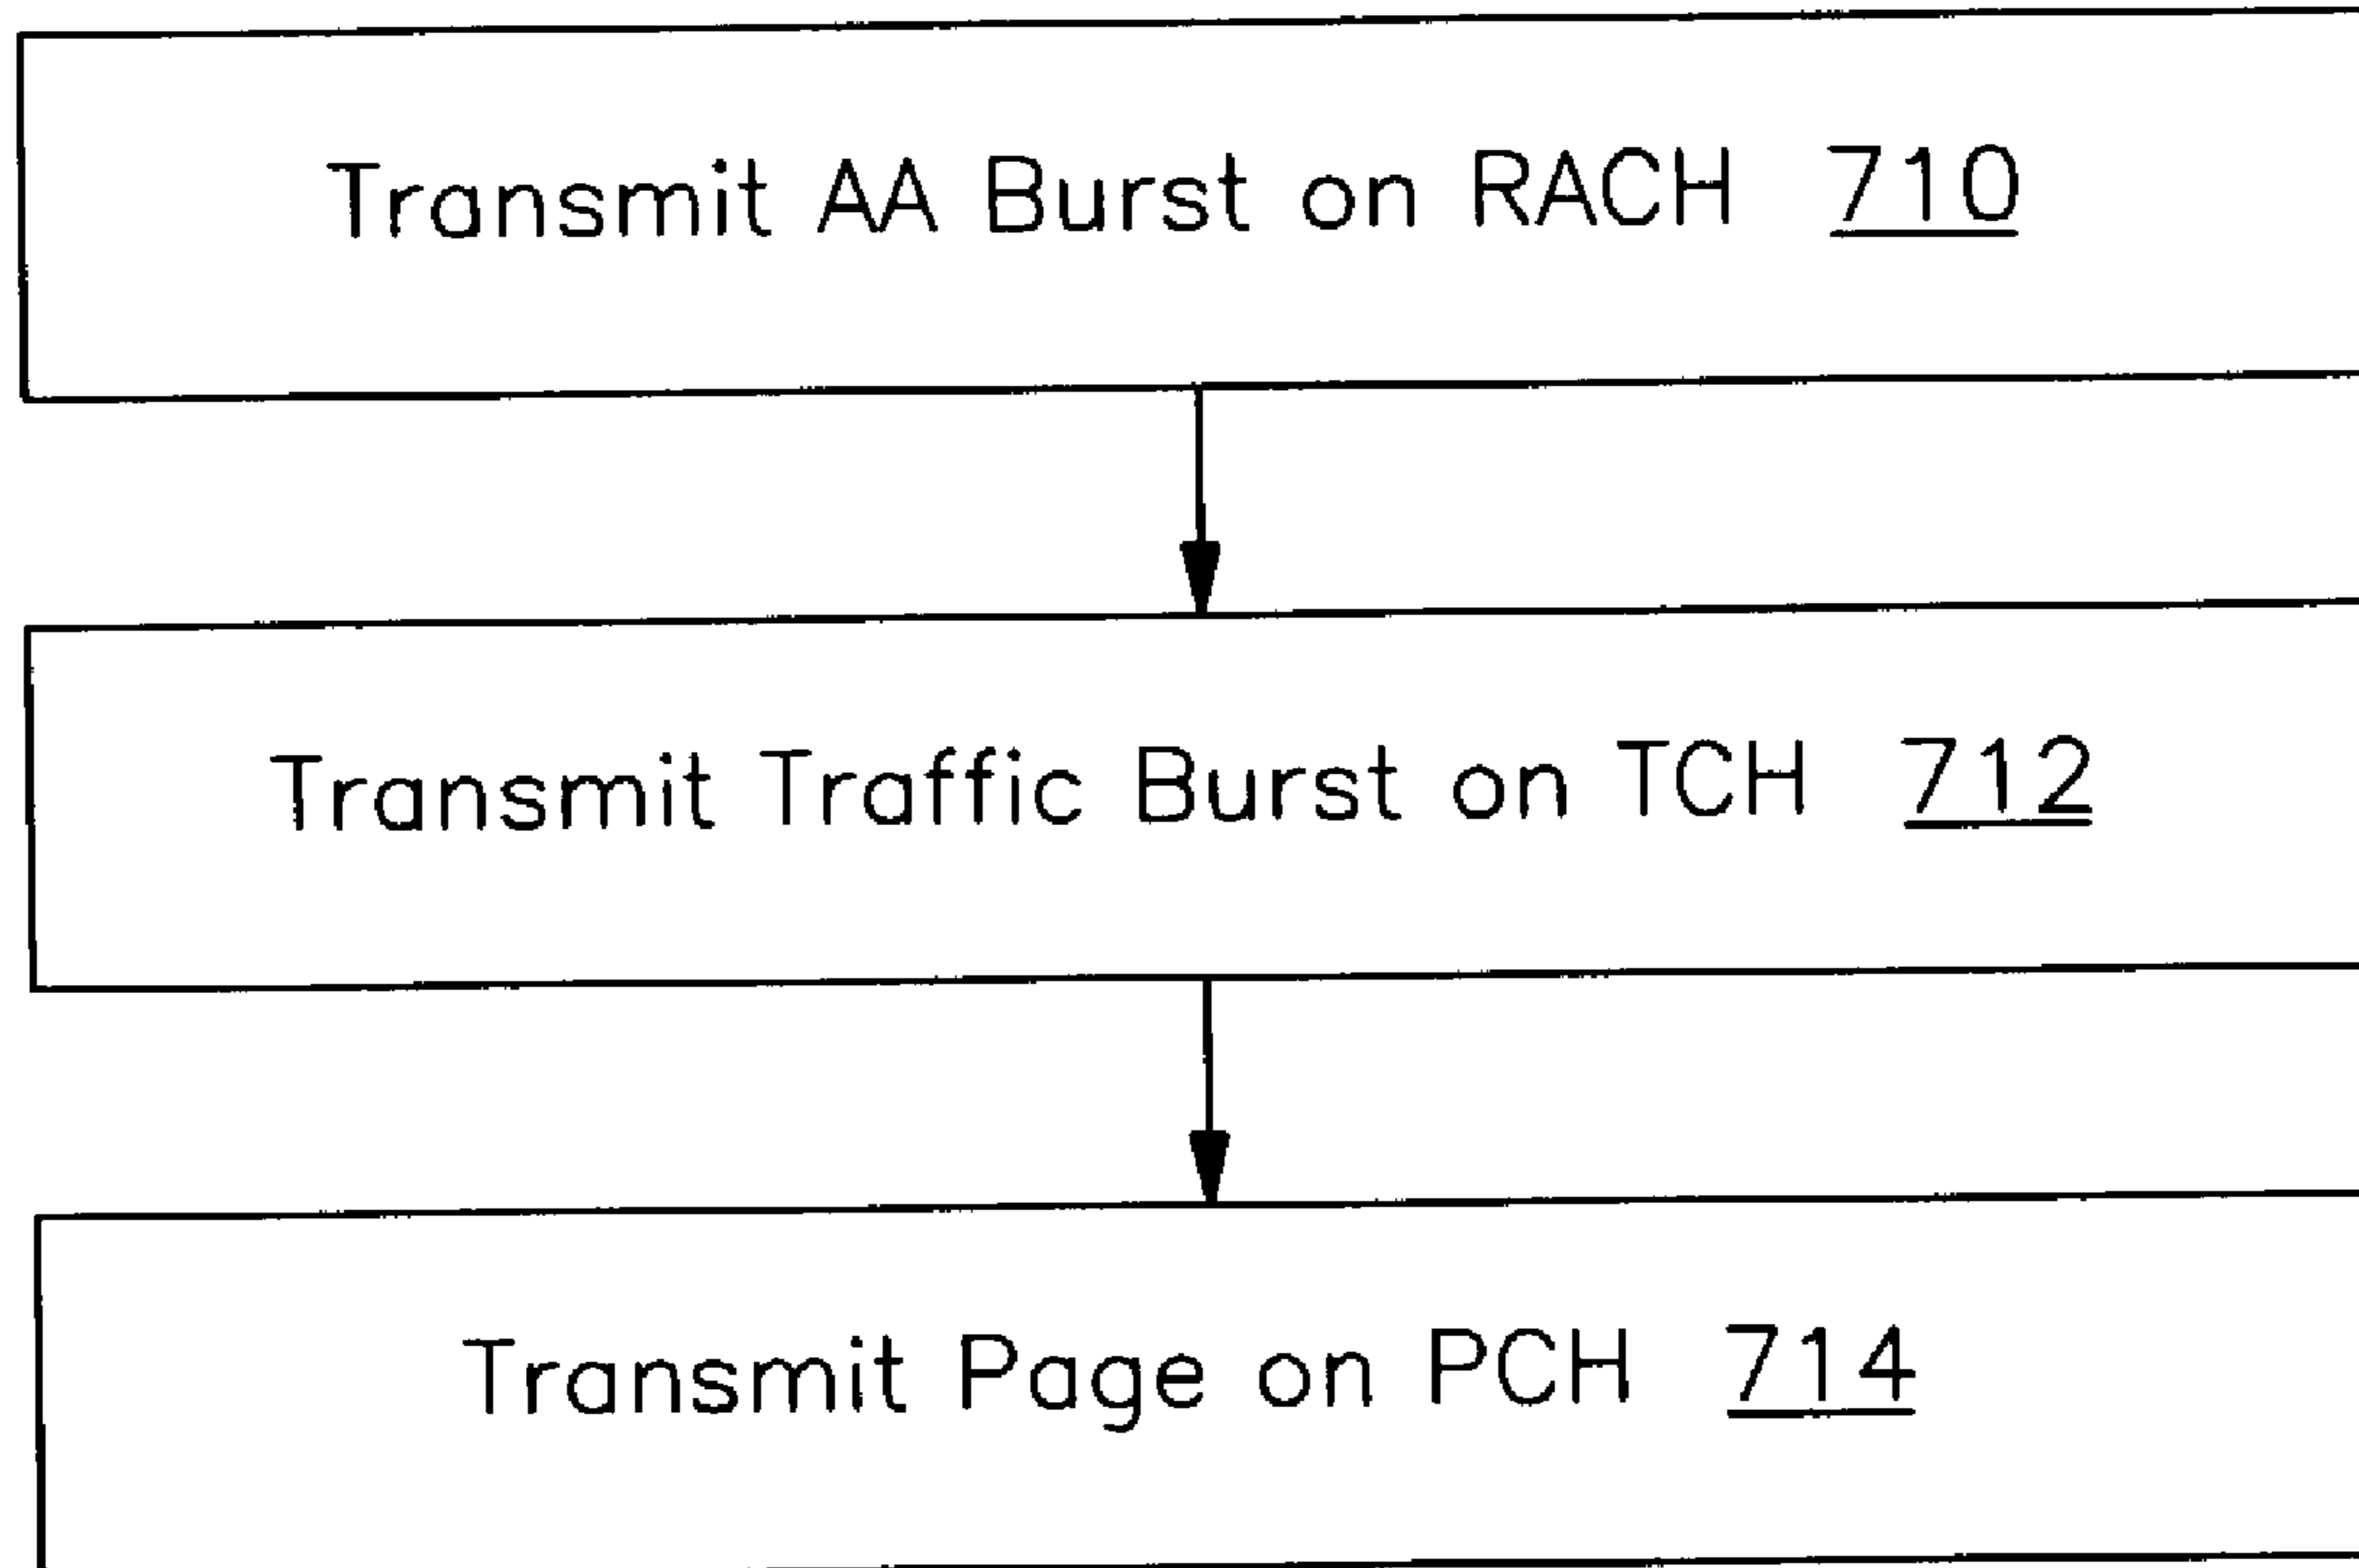 Transmit AA Burst on RACH 710
Transmit Traffic Burst on TCH 712
Transmit Page on PCH 714